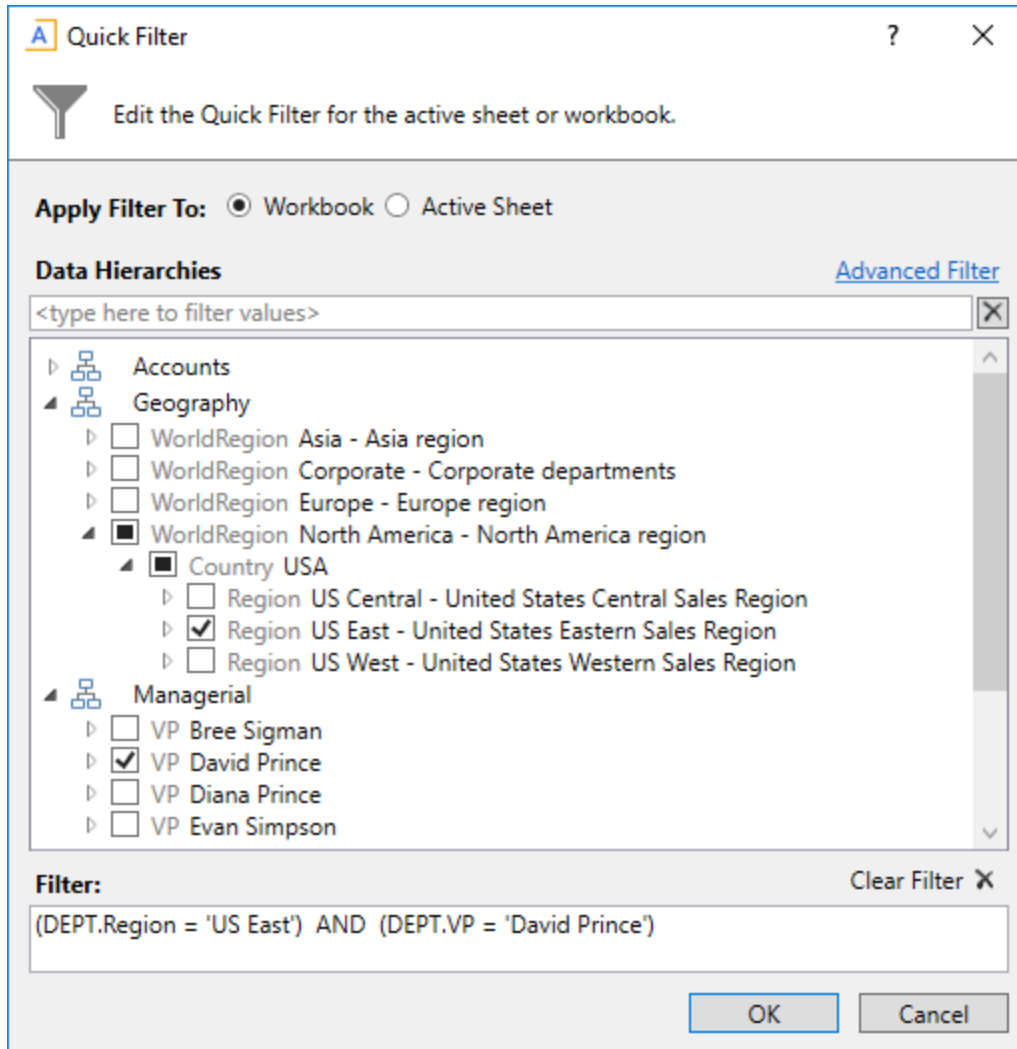 A Quick Filter ?
Edit the Quick Filter for the active sheet or workbook.
Apply Filter To: Workbook Active Sheet
Data Hierarchies Advanced Filter
<type here to filter values>
Accounts
Geography
WorldRegion Asia - Asia region
WorldRegion Corporate - Corporate departments
WorldRegion Europe - Europe region
WorldRegion North America - North America region
Country USA
Region US Central - United States Central Sales Region
Region US East - United States Eastern Sales Region
Region US West - United States Western Sales Region
Managerial
VP Bree Sigman
VP David Prince
VP Diana Prince
VP Evan Simpson
Filter: Clear Filter
(DEPT.Region = 'US East')  AND  (DEPT.VP = 'David Prince')
OK Cancel